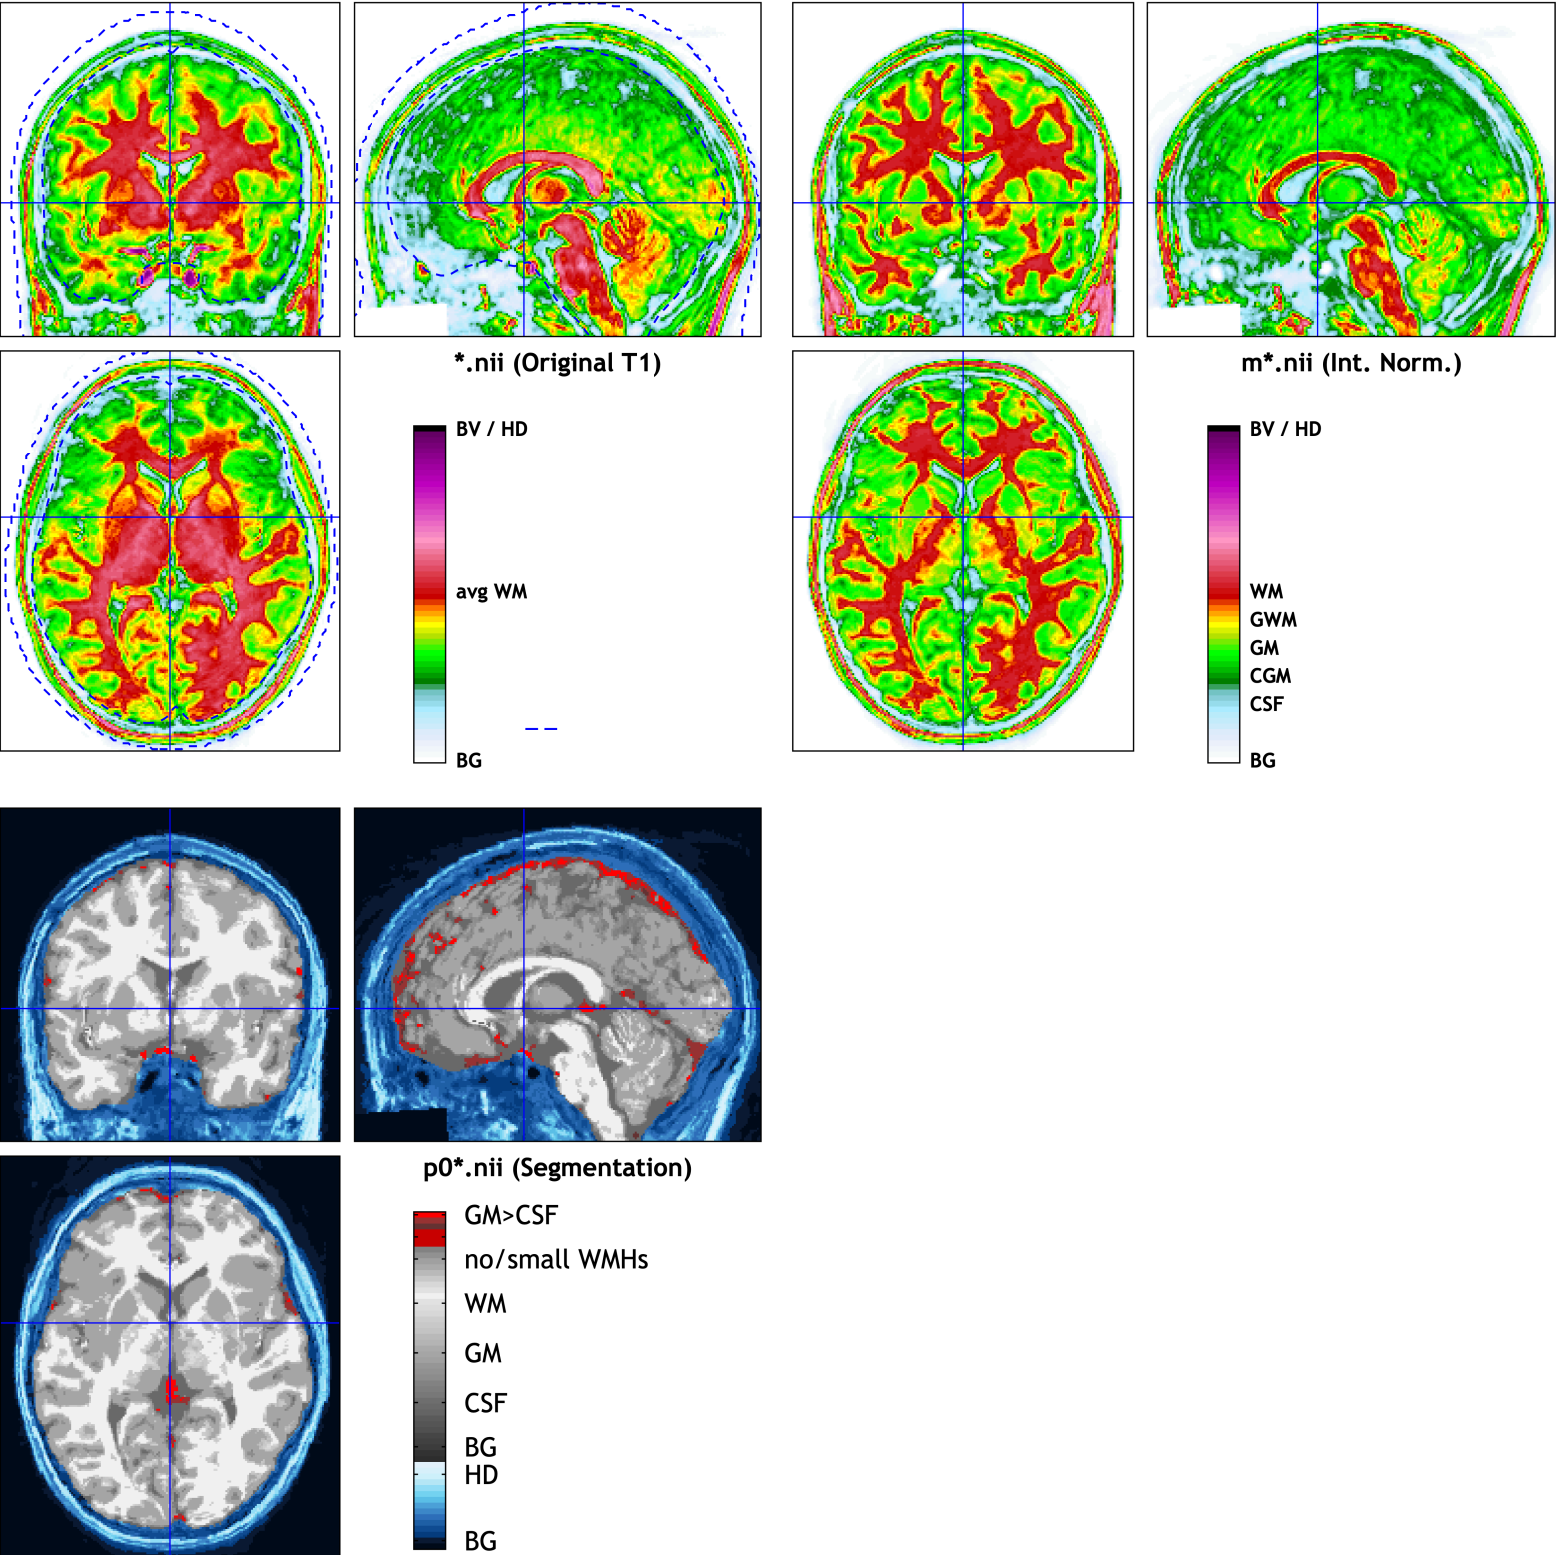 *.nii (Original T1)
BV / HD
avg WM
BG
m*.nii (Int. Norm.)
BV / HD
WM
GWM
GM
CGM
CSF
BG
p0*.nii (Segmentation)
GM>CSF
no/small WMHs
WM
GM
CSF
BG
HD
BG